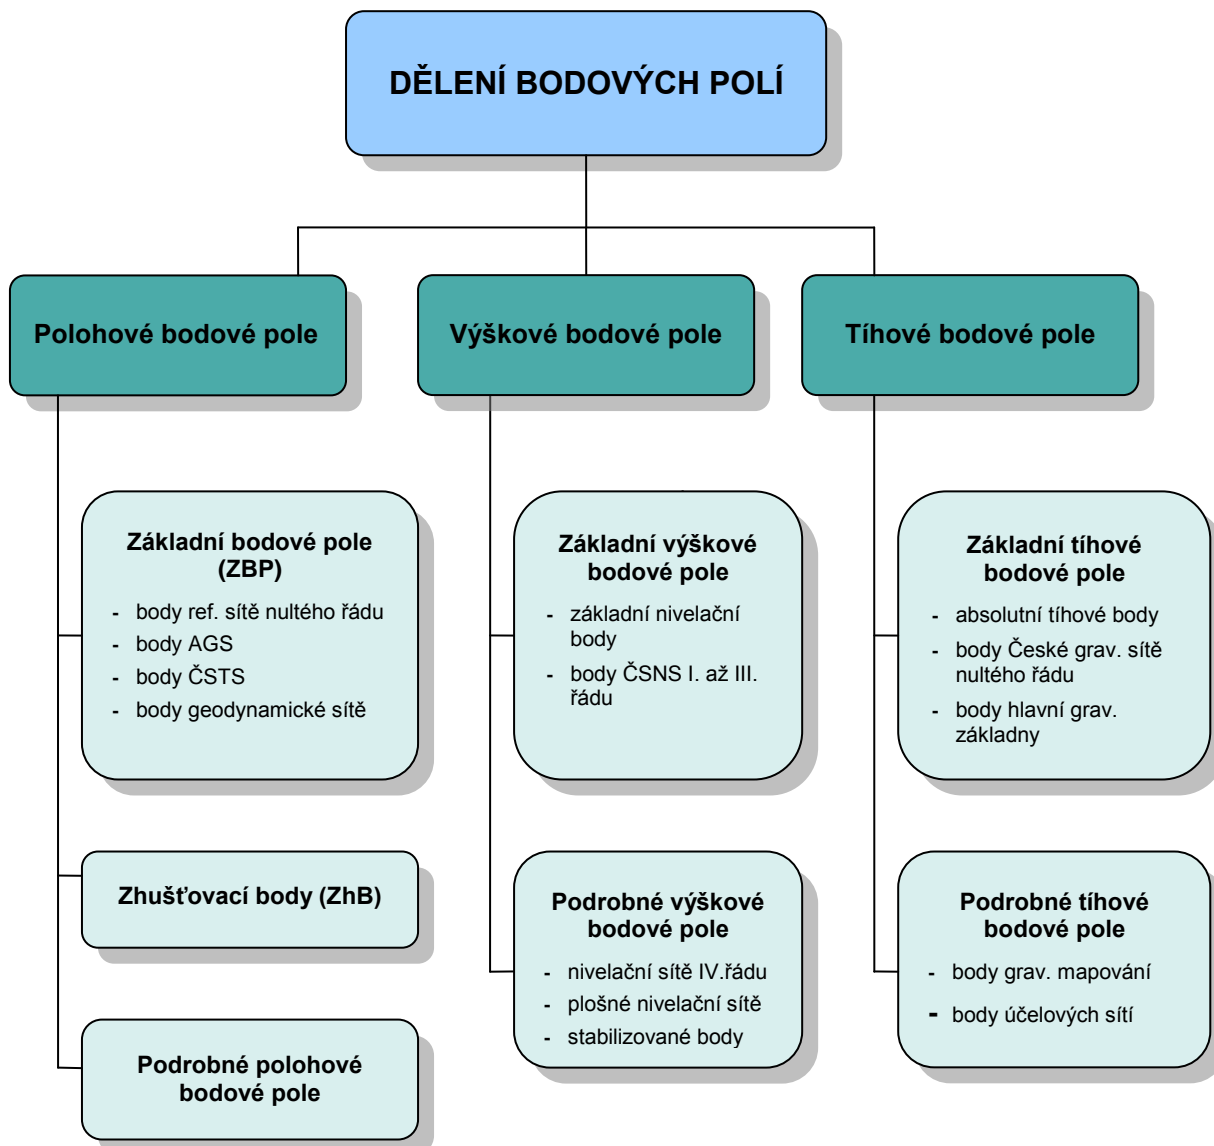 DĚLENÍ BODOVÝCH POLÍ
Polohové bodové pole
Výškové bodové pole
Tíhové bodové pole
Základní bodové pole
(ZBP)
- body ref. sítě nultého řádu
- body AGS
- body ČSTS
- body geodynamické sítě
Základní výškové
bodové pole
- základní nivelační
body
- body ČSNS I. až III.
řádu
Základní tíhové
bodové pole
- absolutní tíhové body
- body České grav. sítě
nultého řádu
- body hlavní grav.
základny
Zhušťovací body (ZhB)
Podrobné výškové
bodové pole
- nivelační sítě IV.řádu
- plošné nivelační sítě
- stabilizované body
Podrobné tíhové
bodové pole
- body grav. mapování
- body účelových sítí
Podrobné polohové
bodové pole